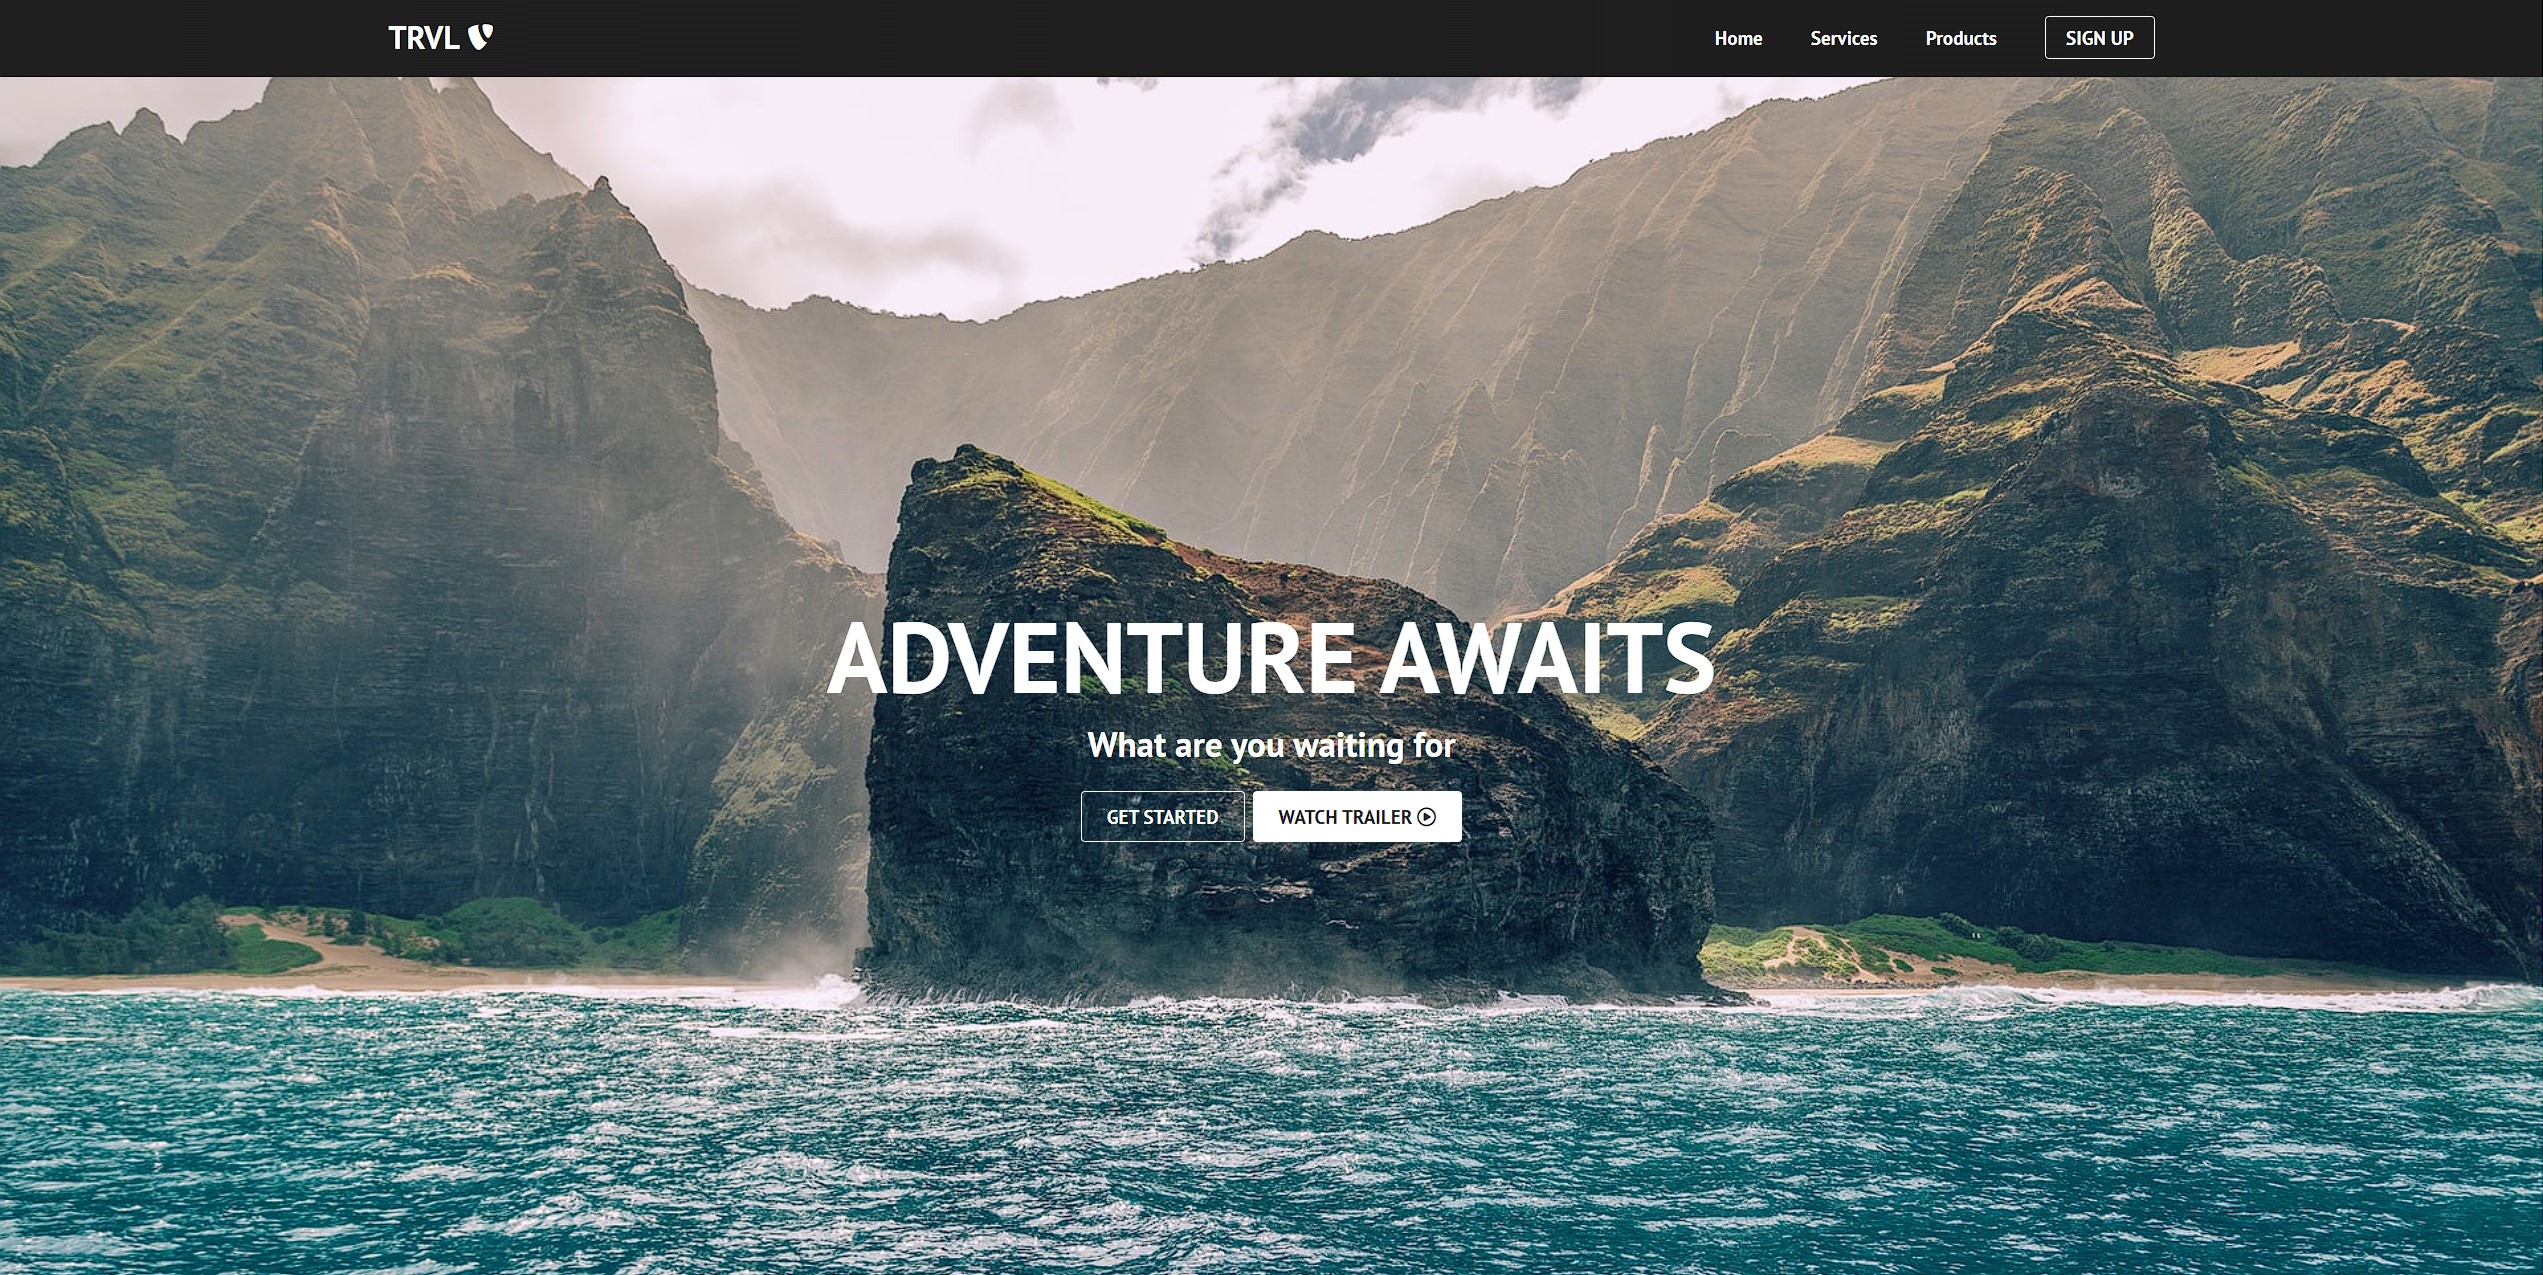 TRVL
Home Services Products SIGN UP
ADVENTURE AWAITS
What are you waiting for
GET STARTED WATCH TRAILER